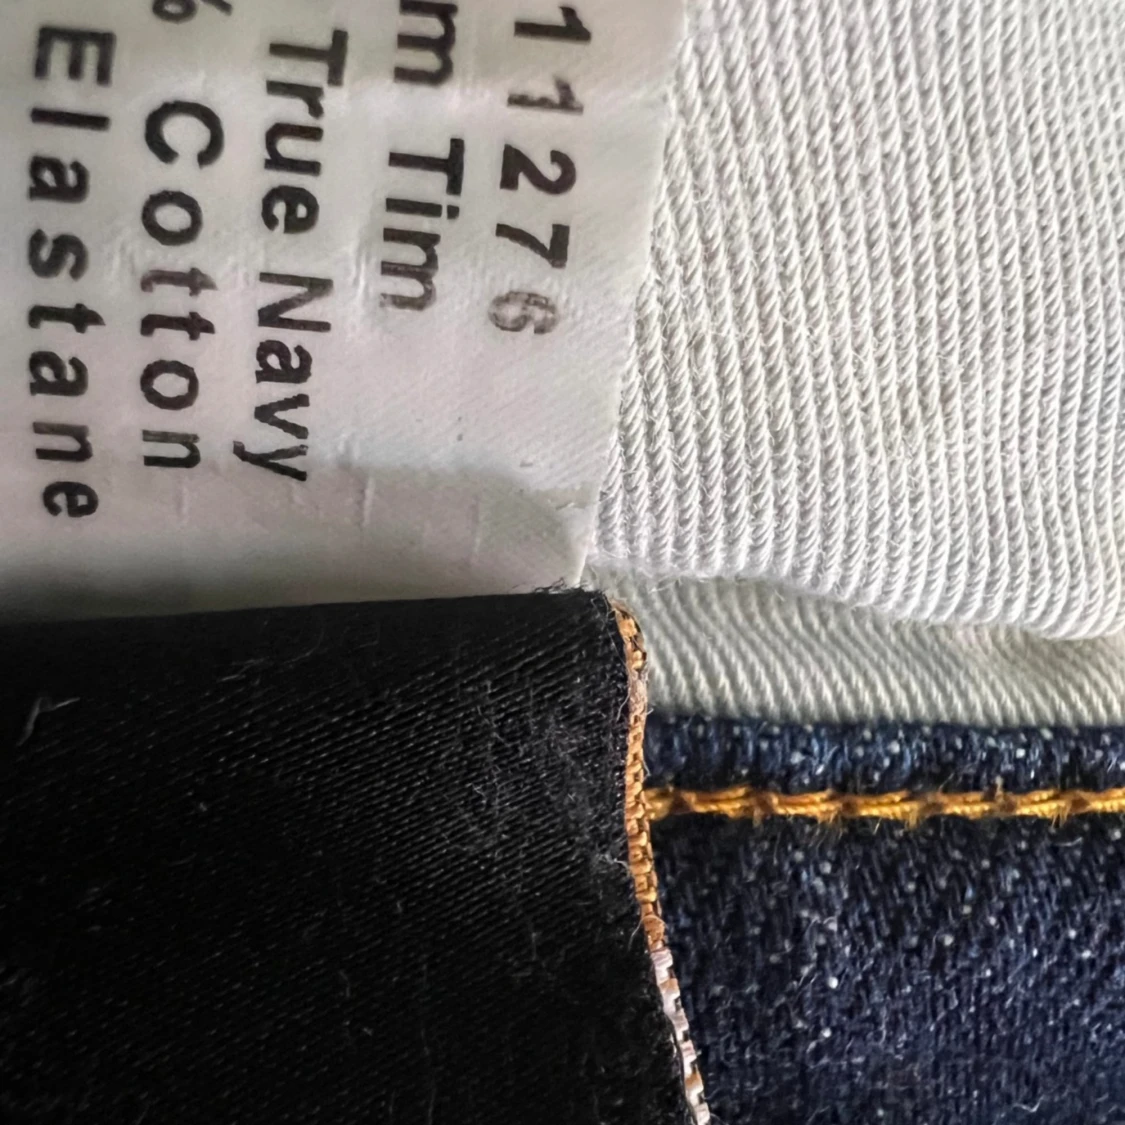 11276
m Tim
True Navy
% Cotton
Elastane